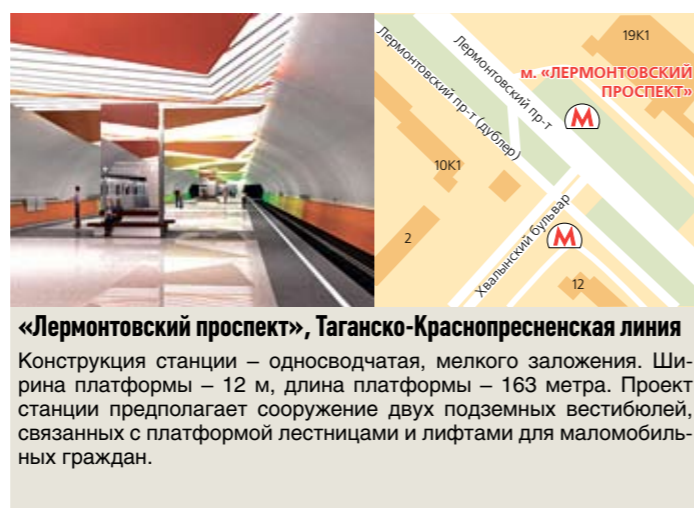 19К1
м. «ЛЕРМОНТОВСКИЙ
ПРОСПЕКТ»
Лермонтовский пр-т
Лермонтовский пр-т (дублер)
М
10К1
2
Хвалынский бульвар
М
12
«Лермонтовский проспект», Таганско-Краснопресненская линия
Конструкция станции – односводчатая, мелкого заложения. Ши-
рина платформы – 12 м, длина платформы – 163 метра. Проект
станции предполагает сооружение двух подземных вестибюлей,
связанных с платформой лестницами и лифтами для маломобиль-
ных граждан.